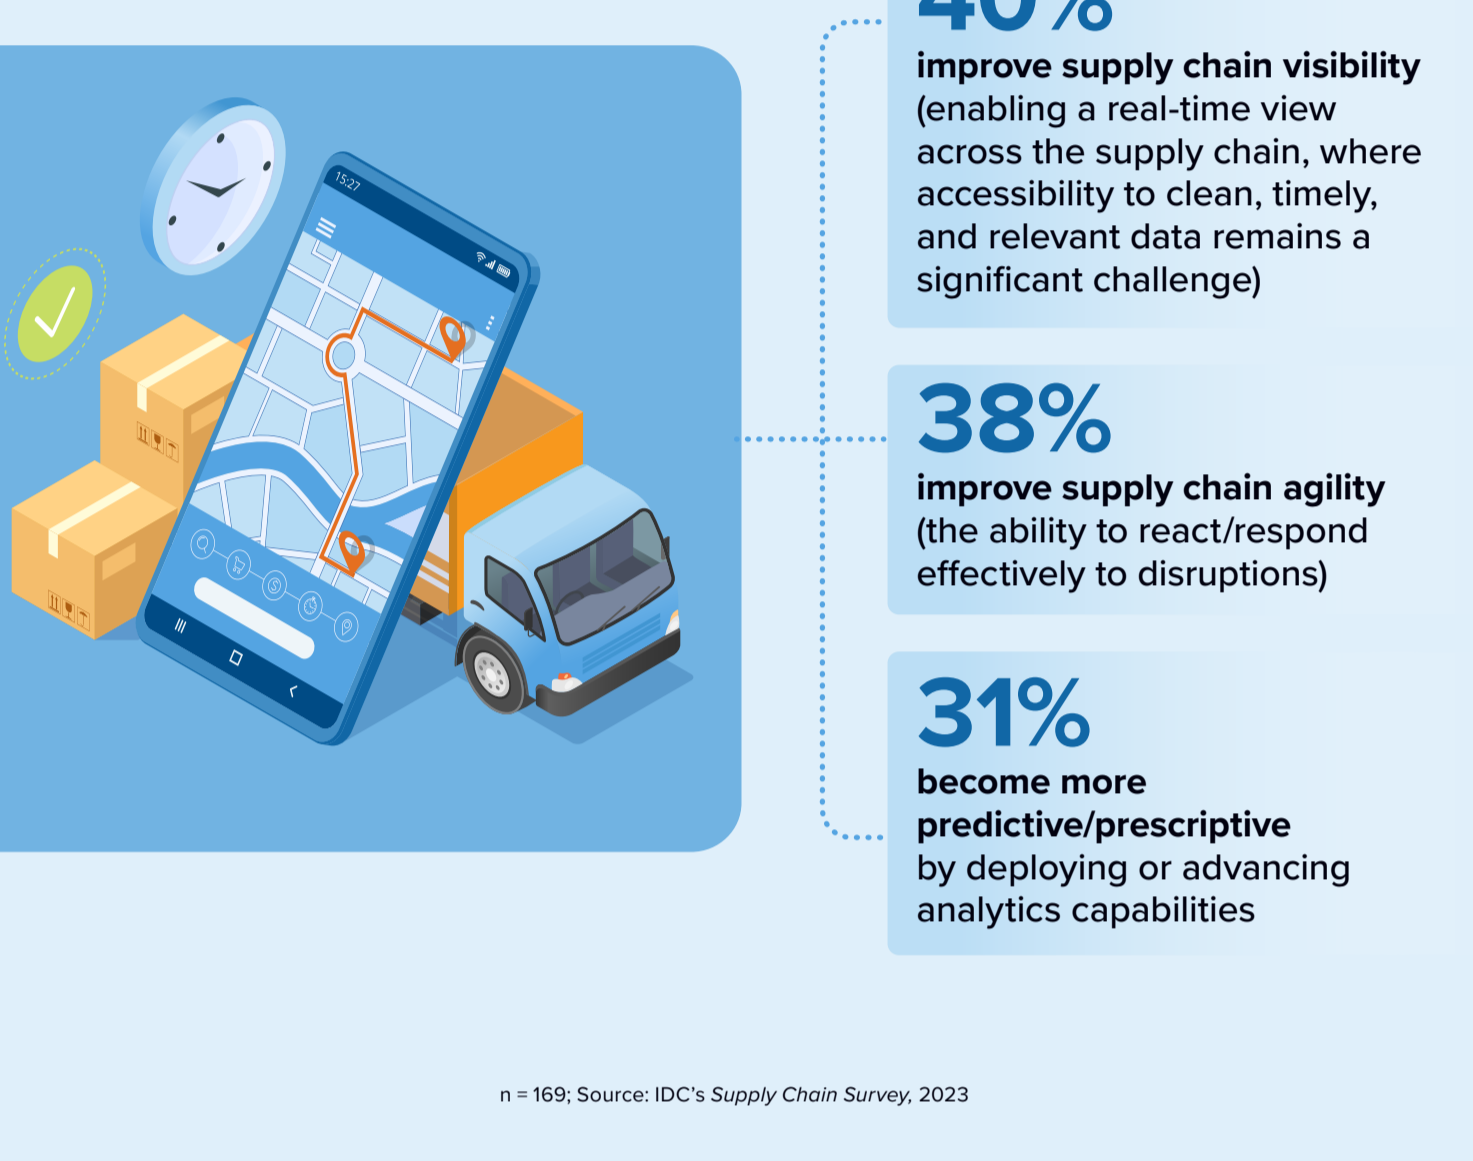 40%
improve supply chain visibility
(enabling a real-time view
across the supply chain, where
accessibility to clean, timely,
and relevant data remains a
significant challenge)
15:27
38%
improve supply chain agility
(the ability to react/respond
effectively to disruptions)
31%
become more
predictive/prescriptive
by deploying or advancing
analytics capabilities
n = 169; Source: IDC’s Supply Chain Survey, 2023